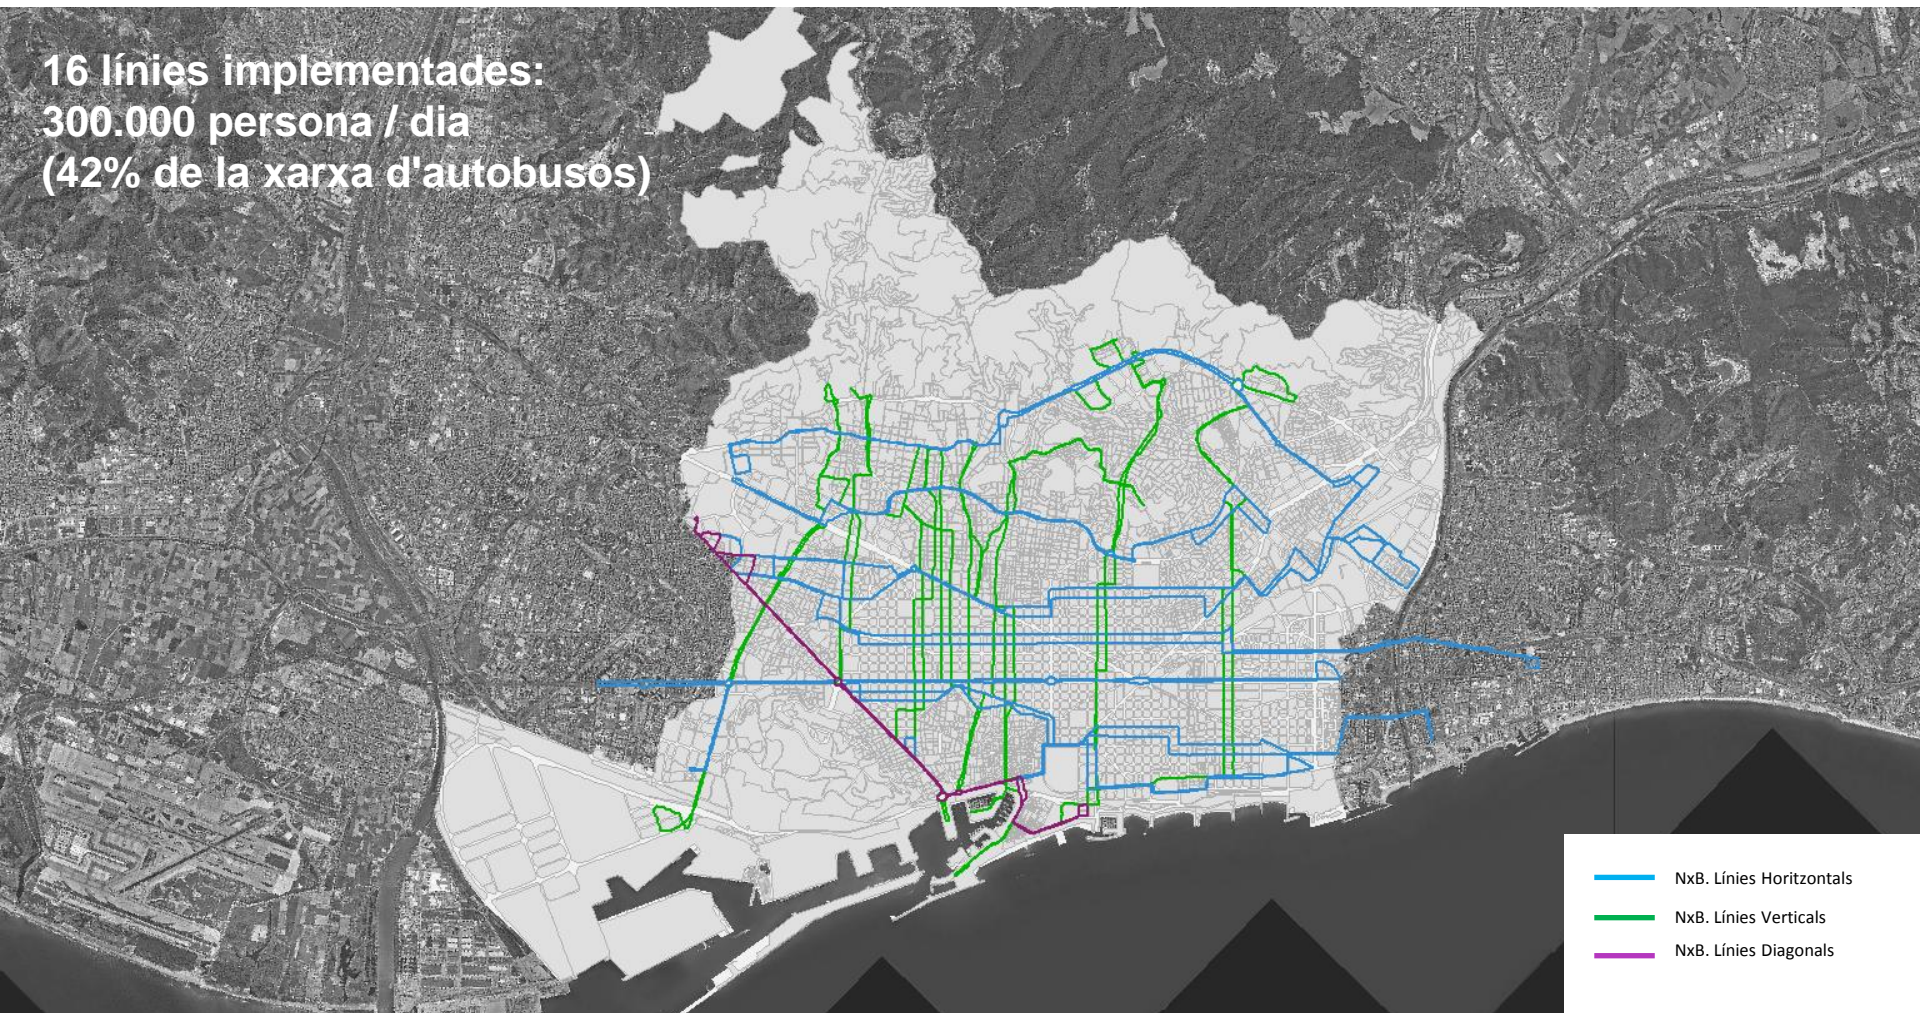 16 línies implementades:
300.000 persona / dia
(42% de la xarxa d'autobusos)
NxB. Línies Horitzontals
NxB. Línies Verticals
NxB. Línies Diagonals